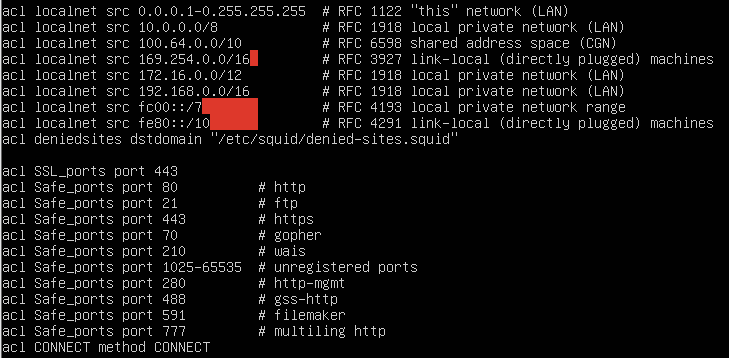 acl localnet src 0.0.0.1-0.255.255.255  # RFC 1122 "this" network (LAN)
acl localnet src 10.0.0.0/8             # RFC 1918 local private network (LAN)
acl localnet src 100.64.0.0/10          # RFC 6598 shared address space (CGN)
acl localnet src 169.254.0.0/16         # RFC 3927 link-local (directly plugged) machines
acl localnet src 172.16.0.0/12          # RFC 1918 local private network (LAN)
acl localnet src 192.168.0.0/16         # RFC 1918 local private network (LAN)
acl localnet src fc00::/7               # RFC 4193 local private network range
acl localnet src fe80::/10              # RFC 4291 link-local (directly plugged) machines
acl deniedsites dstdomain "/etc/squid/denied-sites.squid"
acl SSL_ports port 443
acl Safe_ports port 80          # http
acl Safe_ports port 21          # ftp
acl Safe_ports port 443         # https
acl Safe_ports port 70          # gopher
acl Safe_ports port 210         # wais
acl Safe_ports port 1025-65535  # unregistered ports
acl Safe_ports port 280         # http-mgmt
acl Safe_ports port 488         # gss-http
acl Safe_ports port 591         # filemaker
acl Safe_ports port 777         # multiling http
acl CONNECT method CONNECT